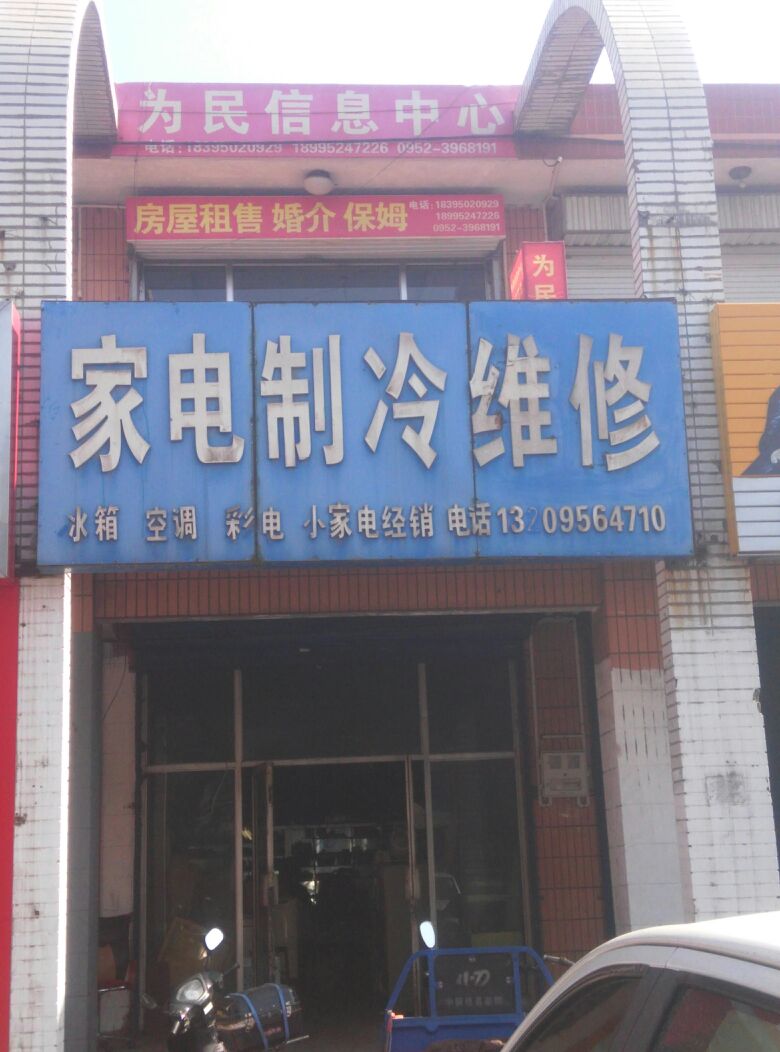 为民信息中心
电话:18395020929 18995247226 0952-3968191
房屋租售 婚介 保姆
电话:18395020929
18995247226
0952-3968191
为民
家电制冷维修
冰箱 空调 彩电 小家电经销 电话13209564710